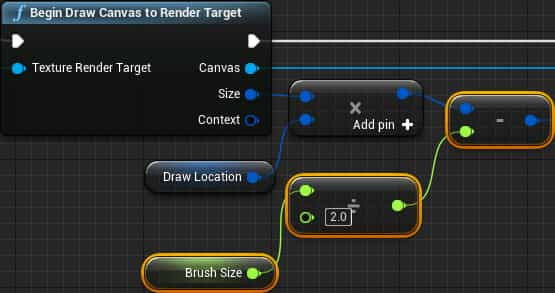 f Begin Draw Canvas to Render Target
Texture Render Target
Canvas
Size
Context
×
Add pin +
-
Draw Location
÷
2.0
Brush Size